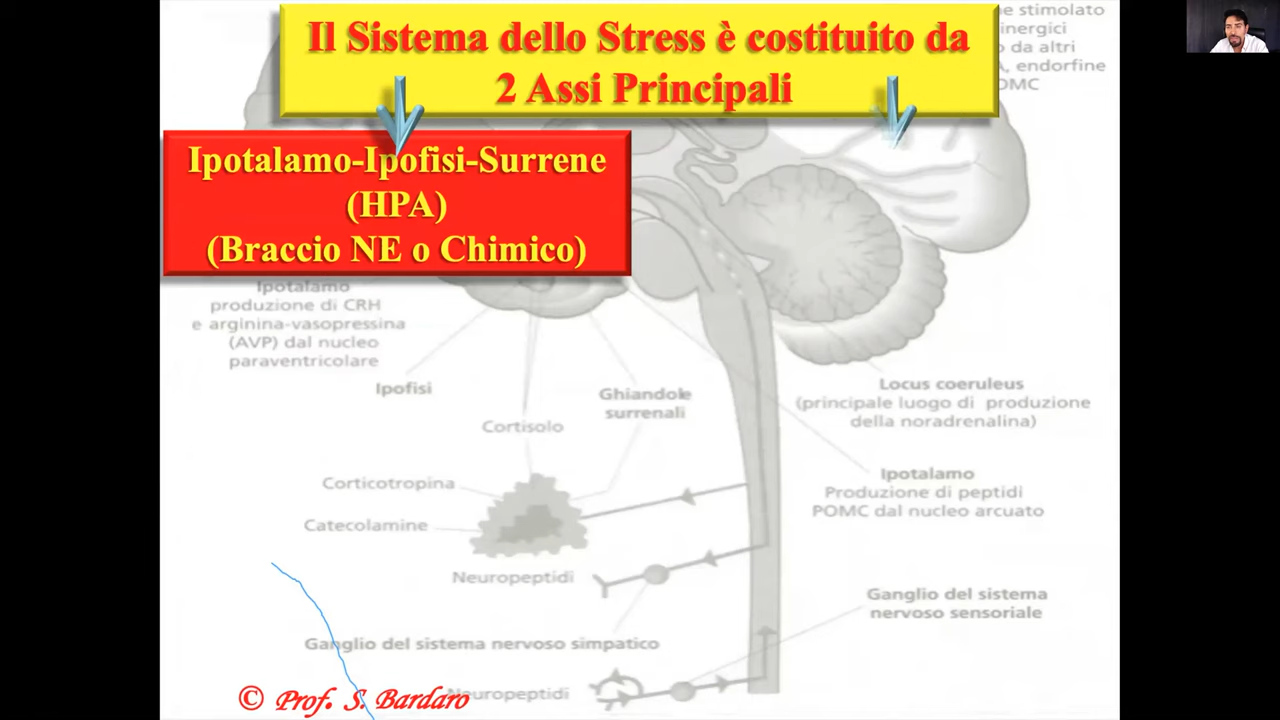 Il Sistema dello Stress è costituito da
2 Assi Principali
e stimolato
inergici
o da altri
, endorfine
OMC
Ipotalamo-Ipofisi-Surrene
(HPA)
(Braccio NE o Chimico)
Ipotalamo
produzione di CRH
e arginina-vasopressina
(AVP) dal nucleo
paraventricolare
Ipofisi
Ghiandole
surrenali
Cortisolo
Locus coeruleus
(principale luogo di produzione
della noradrenalina)
Corticotropina
Ipotalamo
Produzione di peptidi
POMC dal nucleo arcuato
Catecolamine
Neuropeptidi
Ganglio del sistema
nervoso sensoriale
Ganglio del sistema nervoso simpatico
Neuropeptidi
© Prof. S. Bardaro